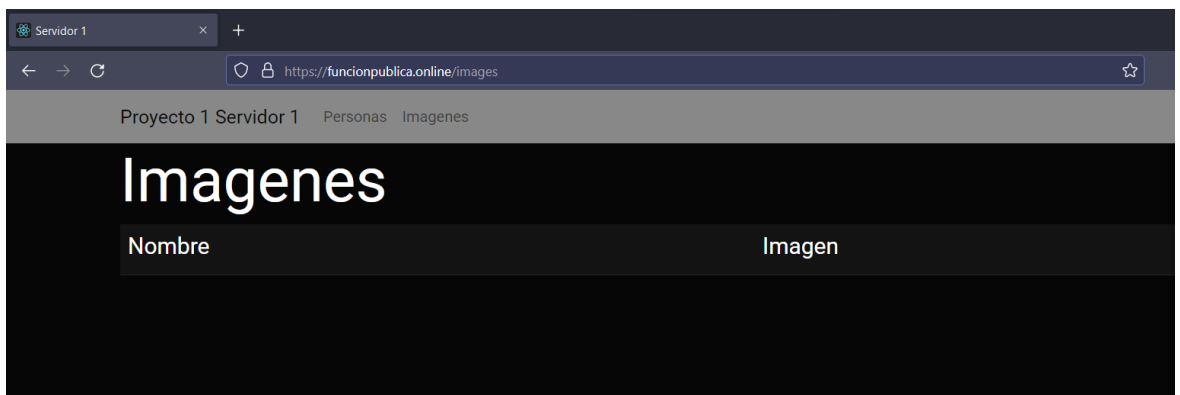 Servidor 1
https://funcionpublica.online/images
Proyecto 1 Servidor 1 Personas Imagenes
Imagenes
Nombre Imagen